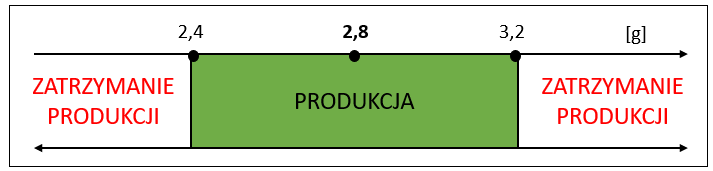 2,4 2,8 3,2 [g]
ZATRZYMANIE
PRODUKCJI
PRODUKCJA
ZATRZYMANIE
PRODUKCJI